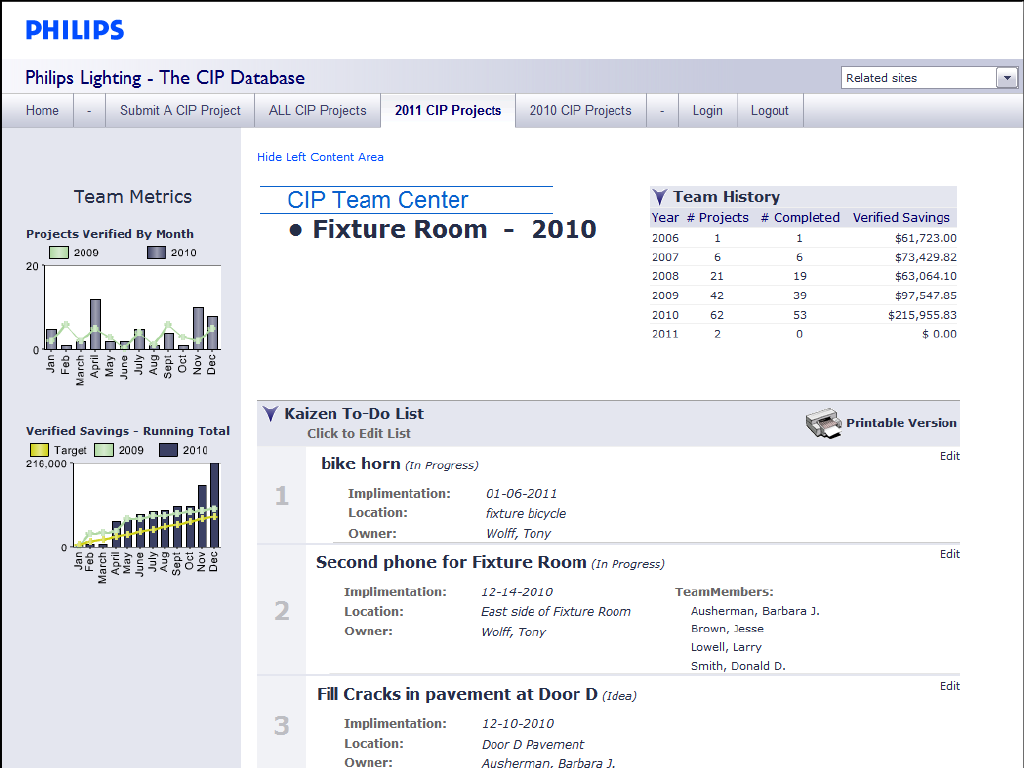 PHILIPS
Philips Lighting - The CIP Database
Related sites
Home - Submit A CIP Project ALL CIP Projects 2011 CIP Projects 2010 CIP Projects - Login Logout
Hide Left Content Area
Team Metrics
Projects Verified By Month
2009 2010
20
0
Jan Feb March April May June July Aug Sept Oct Nov Dec
Verified Savings - Running Total
Target 2009 2010
216,000
0
Jan Feb March April May June July Aug Sept Oct Nov Dec
CIP Team Center
• Fixture Room - 2010
Team History
Year # Projects # Completed Verified Savings
2006 1 1 $61,723.00
2007 6 6 $73,429.82
2008 21 19 $63,064.10
2009 42 39 $97,547.85
2010 62 53 $215,955.83
2011 2 0 $ 0.00
Kaizen To-Do List
Click to Edit List
Printable Version
Edit
1
bike horn (In Progress)
Implimentation: 01-06-2011
Location: fixture bicycle
Owner: Wolff, Tony
Edit
2
Second phone for Fixture Room (In Progress)
Implimentation: 12-14-2010
Location: East side of Fixture Room
Owner: Wolff, Tony
TeamMembers:
Ausherman, Barbara J.
Brown, Jesse
Lowell, Larry
Smith, Donald D.
Edit
3
Fill Cracks in pavement at Door D (Idea)
Implimentation: 12-10-2010
Location: Door D Pavement
Owner: Ausherman, Barbara J.